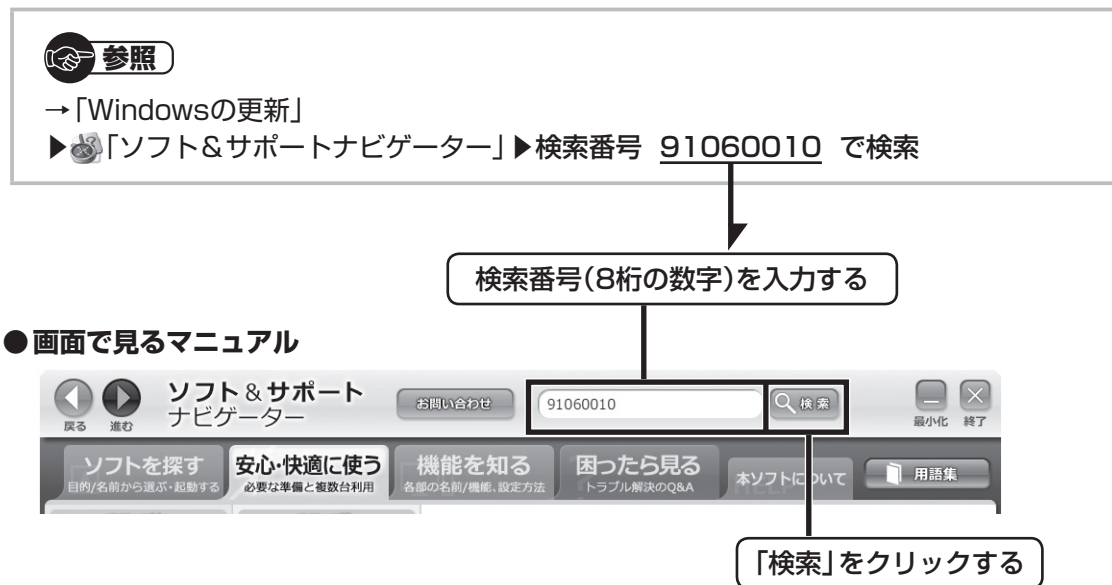 参照
→「Windowsの更新」
▶「ソフト&サポートナビゲーター」▶検索番号 91060010 で検索
検索番号(8桁の数字)を入力する
●画面で見るマニュアル
戻る 進む
ソフト&サポート
ナビゲーター
お問い合わせ
91060010
検索
最小化 終了
ソフトを探す
目的/名前から選ぶ・起動する
安心・快適に使う
必要な準備と複数台利用
機能を知る
各部の名前/機能、設定方法
困ったら見る
トラブル解決のQ&A
本ソフトについて
用語集
「検索」をクリックする